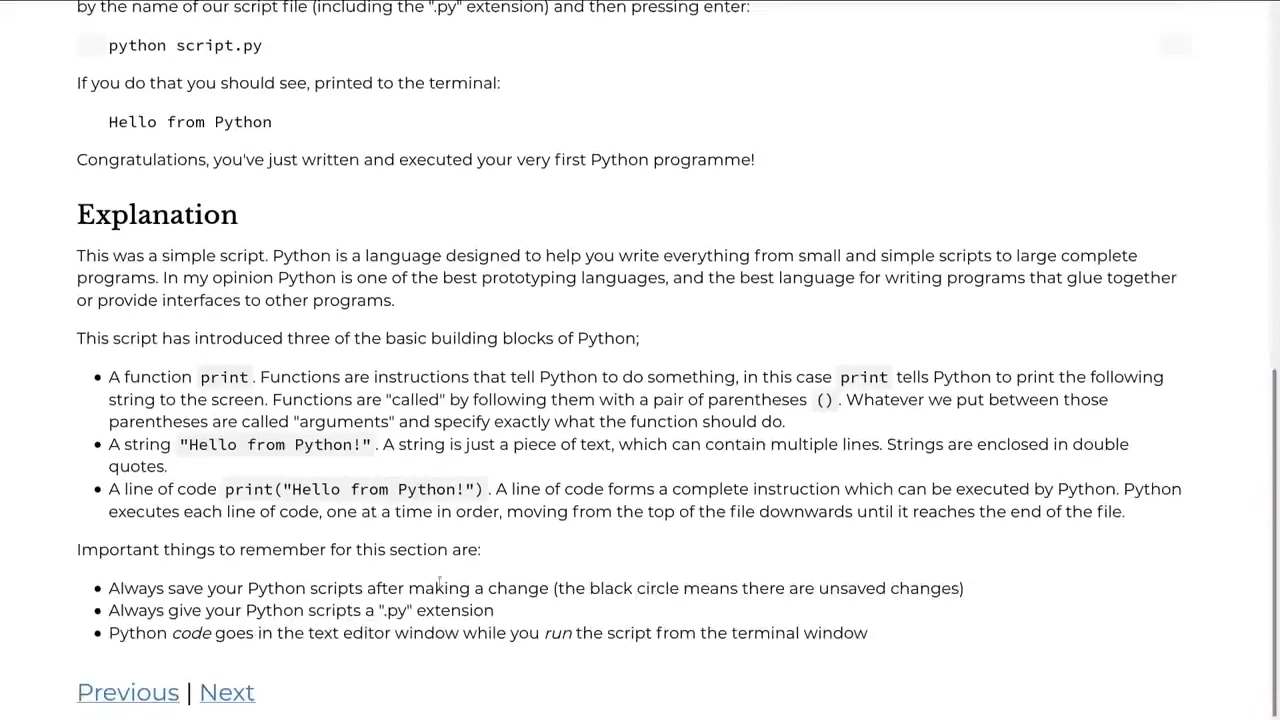 by the name of our script file (including the ".py" extension) and then pressing enter:
python script.py
If you do that you should see, printed to the terminal:
Hello from Python
Congratulations, you've just written and executed your very first Python programme!
Explanation
This was a simple script. Python is a language designed to help you write everything from small and simple scripts to large complete
programs. In my opinion Python is one of the best prototyping languages, and the best language for writing programs that glue together
or provide interfaces to other programs.
This script has introduced three of the basic building blocks of Python;
• A function print. Functions are instructions that tell Python to do something, in this case print tells Python to print the following
string to the screen. Functions are "called" by following them with a pair of parentheses (). Whatever we put between those
parentheses are called "arguments" and specify exactly what the function should do.
• A string "Hello from Python!". A string is just a piece of text, which can contain multiple lines. Strings are enclosed in double
quotes.
• A line of code print("Hello from Python!"). A line of code forms a complete instruction which can be executed by Python. Python
executes each line of code, one at a time in order, moving from the top of the file downwards until it reaches the end of the file.
Important things to remember for this section are:
• Always save your Python scripts after making a change (the black circle means there are unsaved changes)
• Always give your Python scripts a ".py" extension
• Python code goes in the text editor window while you run the script from the terminal window
Previous | Next